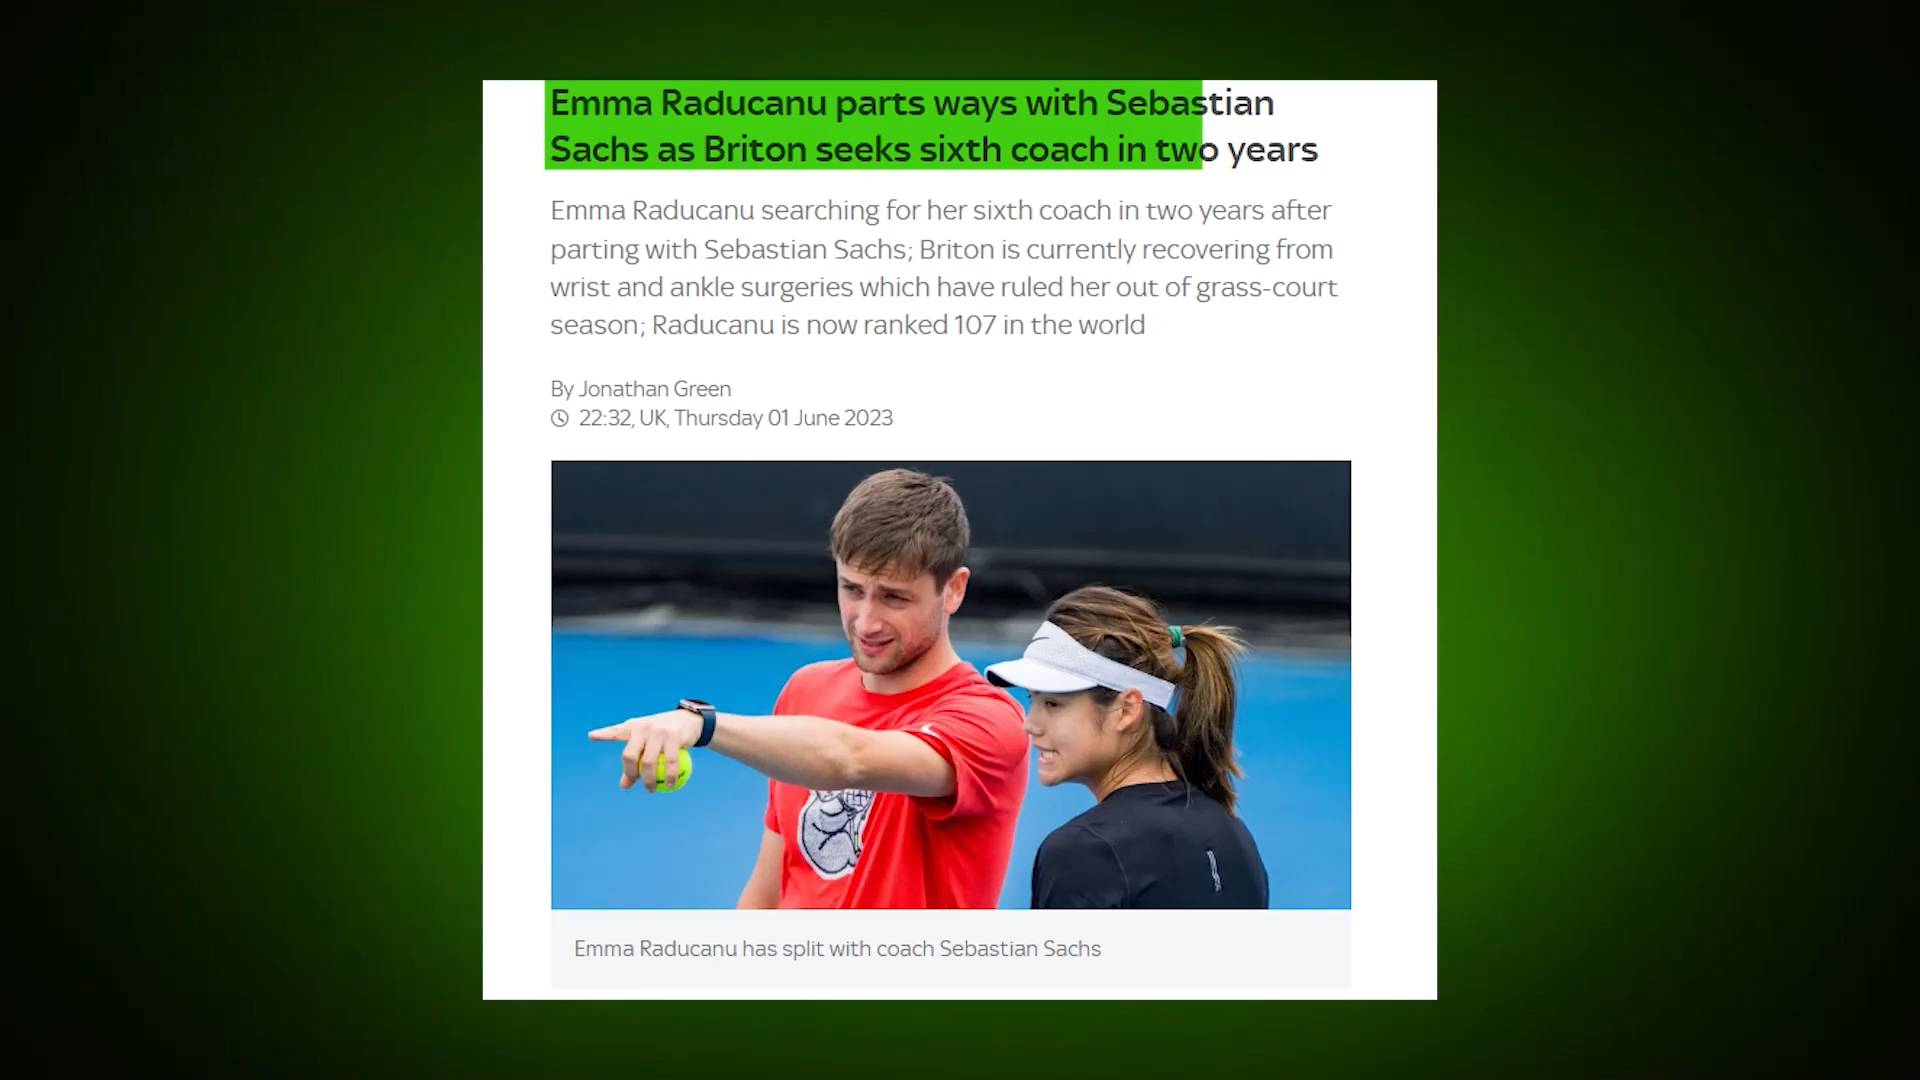 Emma Raducanu parts ways with Sebastian
Sachs as Briton seeks sixth coach in two years
Emma Raducanu searching for her sixth coach in two years after
parting with Sebastian Sachs; Briton is currently recovering from
wrist and ankle surgeries which have ruled her out of grass-court
season; Raducanu is now ranked 107 in the world
By Jonathan Green
22:32, UK, Thursday 01 June 2023
Emma Raducanu has split with coach Sebastian Sachs